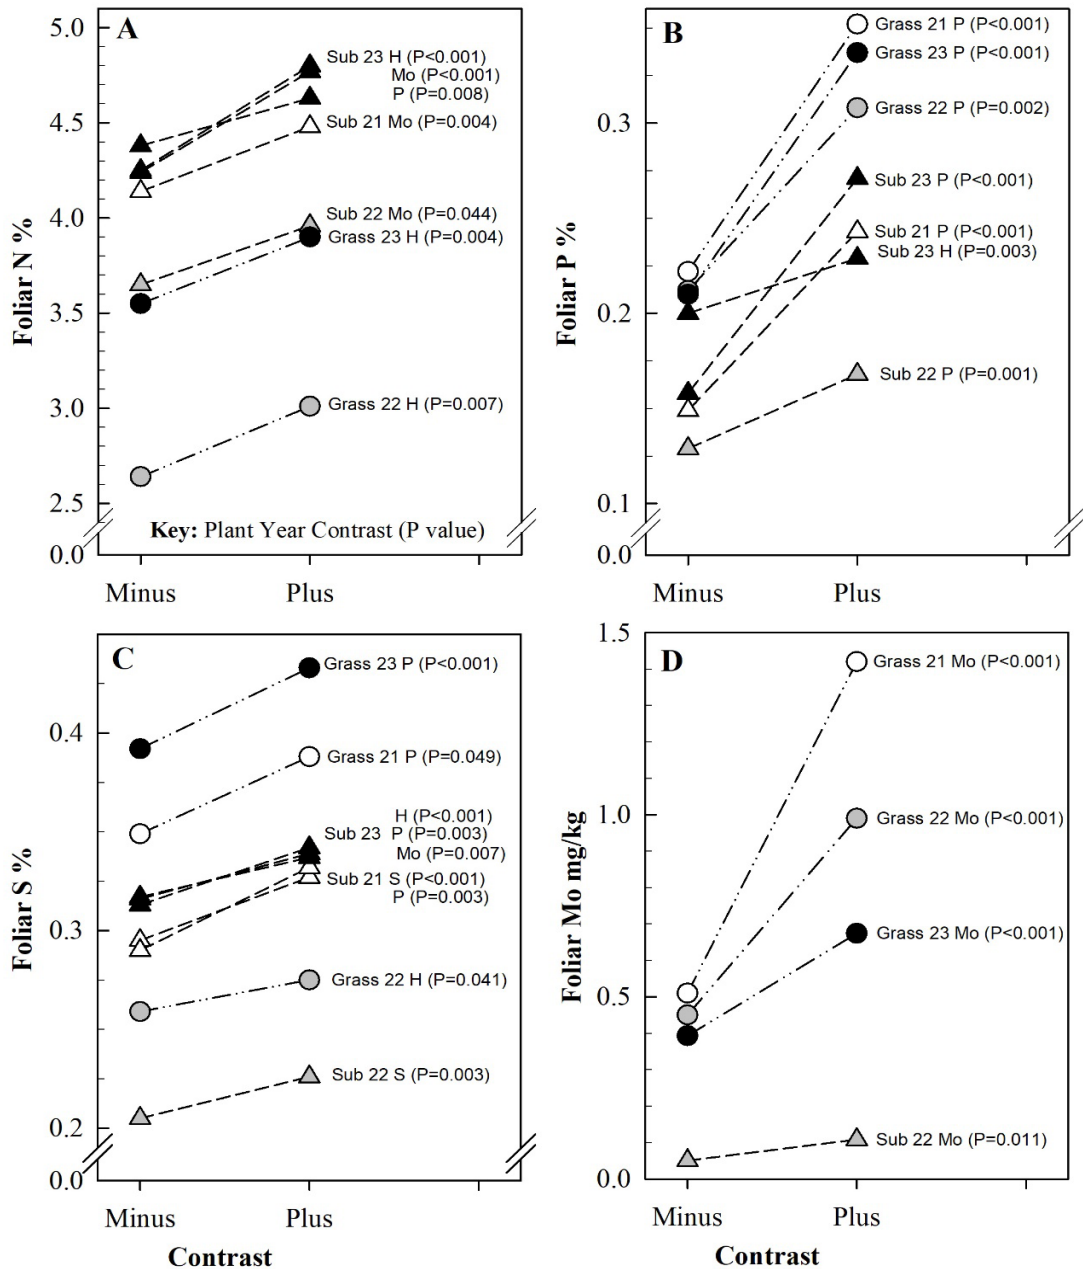 A
5.0
4.5
4.0
3.5
3.0
2.5
0.0
Foliar N %
Sub 23 H (P<0.001)
Mo (P<0.001)
P (P=0.008)
Sub 21 Mo (P=0.004)
Sub 22 Mo (P=0.044)
Grass 23 H (P=0.004)
Grass 22 H (P=0.007)
Key: Plant Year Contrast (P value)
Minus Plus
B
0.3
0.2
0.1
0.0
Foliar P %
Grass 21 P (P<0.001)
Grass 23 P (P<0.001)
Grass 22 P (P=0.002)
Sub 23 P (P<0.001)
Sub 21 P (P<0.001)
Sub 23 H (P=0.003)
Sub 22 P (P=0.001)
Minus Plus
C
0.4
0.3
0.2
0.0
Foliar S %
Grass 23 P (P<0.001)
Grass 21 P (P=0.049)
H (P<0.001)
Sub 23 P (P=0.003)
Mo (P=0.007)
Sub 21 S (P<0.001)
P (P=0.003)
Grass 22 H (P=0.041)
Sub 22 S (P=0.003)
Minus Plus
Contrast
D
1.5
1.0
0.5
0.0
Foliar Mo mg/kg
Grass 21 Mo (P<0.001)
Grass 22 Mo (P<0.001)
Grass 23 Mo (P<0.001)
Sub 22 Mo (P=0.011)
Minus Plus
Contrast